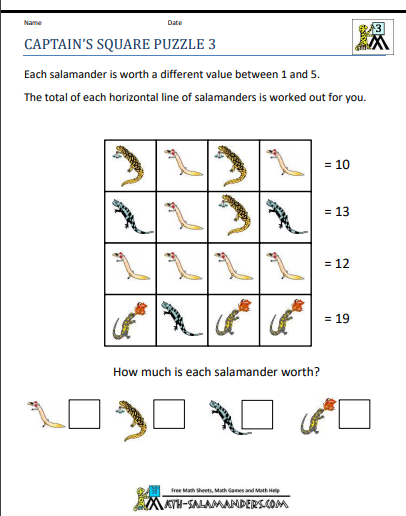 Name Date
3
CAPTAIN'S SQUARE PUZZLE 3
Each salamander is worth a different value between 1 and 5.
The total of each horizontal line of salamanders is worked out for you.
= 10
= 13
= 12
= 19
How much is each salamander worth?
Free Math Sheets, Math Games and Math Help
MATH-SALAMANDERS.COM